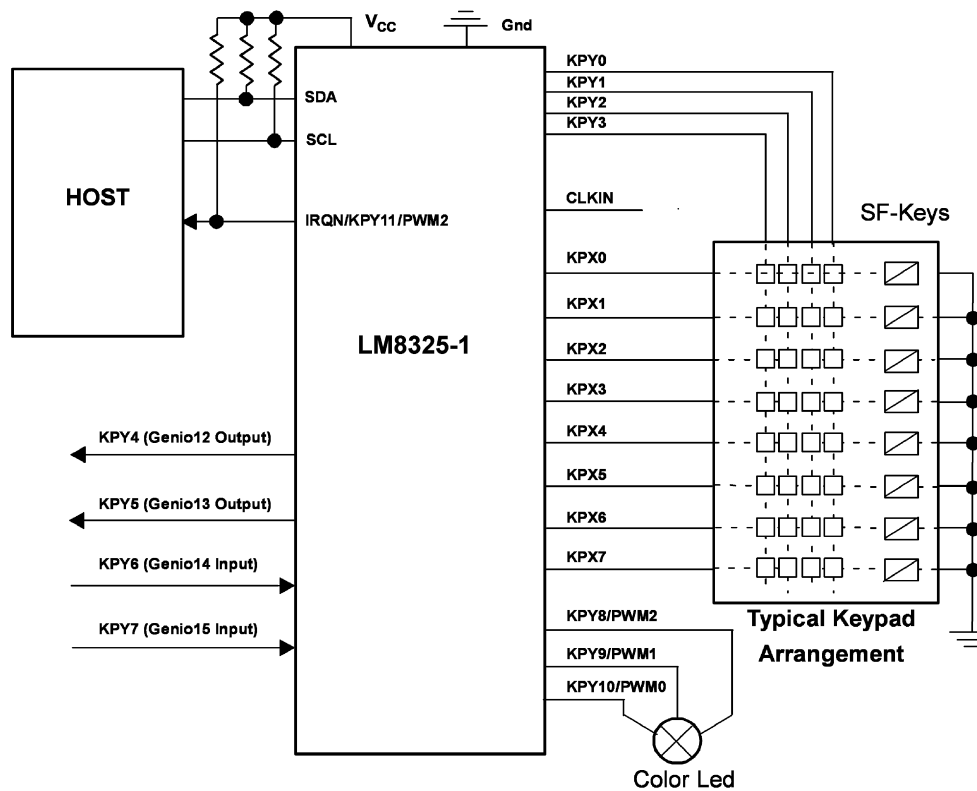 V_CC
Gnd
KPY0
KPY1
KPY2
KPY3
SDA
SCL
HOST
IRQN/KPY11/PWM2
CLKIN
SF-Keys
KPX0
KPX1
LM8325-1
KPX2
KPX3
KPX4
KPX5
KPX6
KPX7
KPY4 (Genio12 Output)
KPY5 (Genio13 Output)
KPY6 (Genio14 Input)
KPY7 (Genio15 Input)
KPY8/PWM2
KPY9/PWM1
KPY10/PWM0
Typical Keypad
Arrangement
Color Led